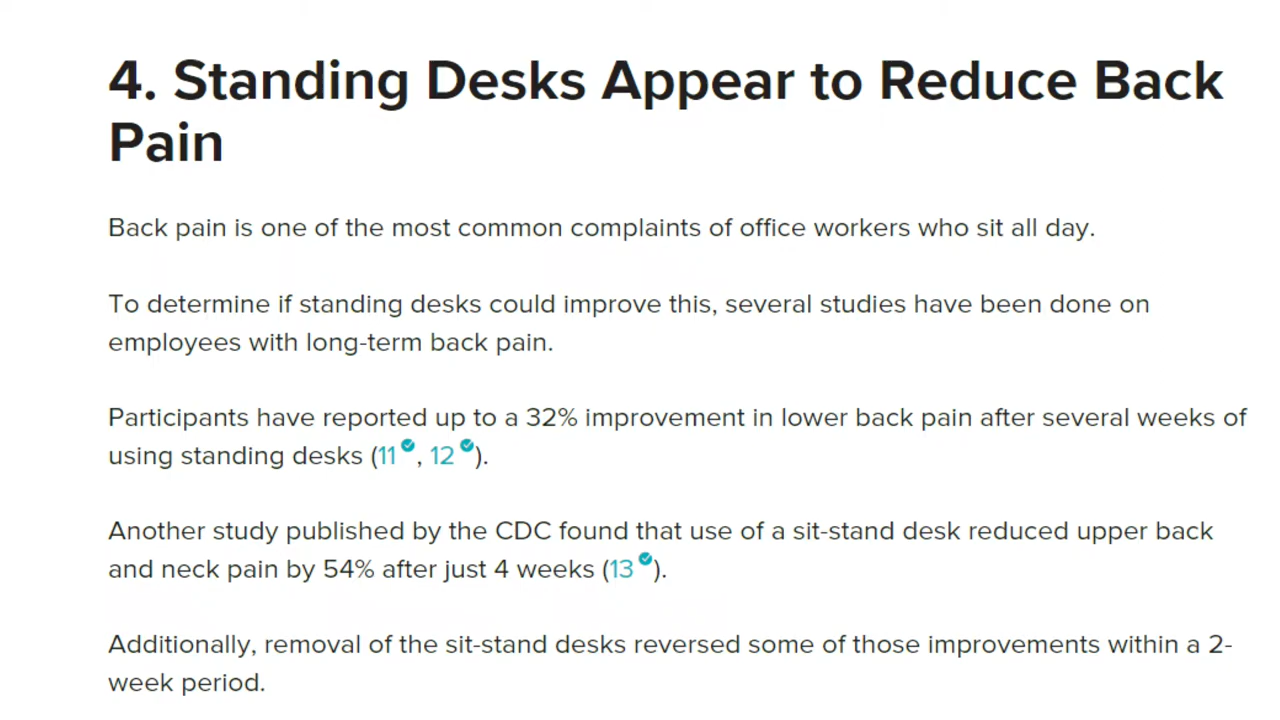 4. Standing Desks Appear to Reduce Back
Pain
Back pain is one of the most common complaints of office workers who sit all day.
To determine if standing desks could improve this, several studies have been done on
employees with long-term back pain.
Participants have reported up to a 32% improvement in lower back pain after several weeks of
using standing desks (11, 12).
Another study published by the CDC found that use of a sit-stand desk reduced upper back
and neck pain by 54% after just 4 weeks (13).
Additionally, removal of the sit-stand desks reversed some of those improvements within a 2-
week period.